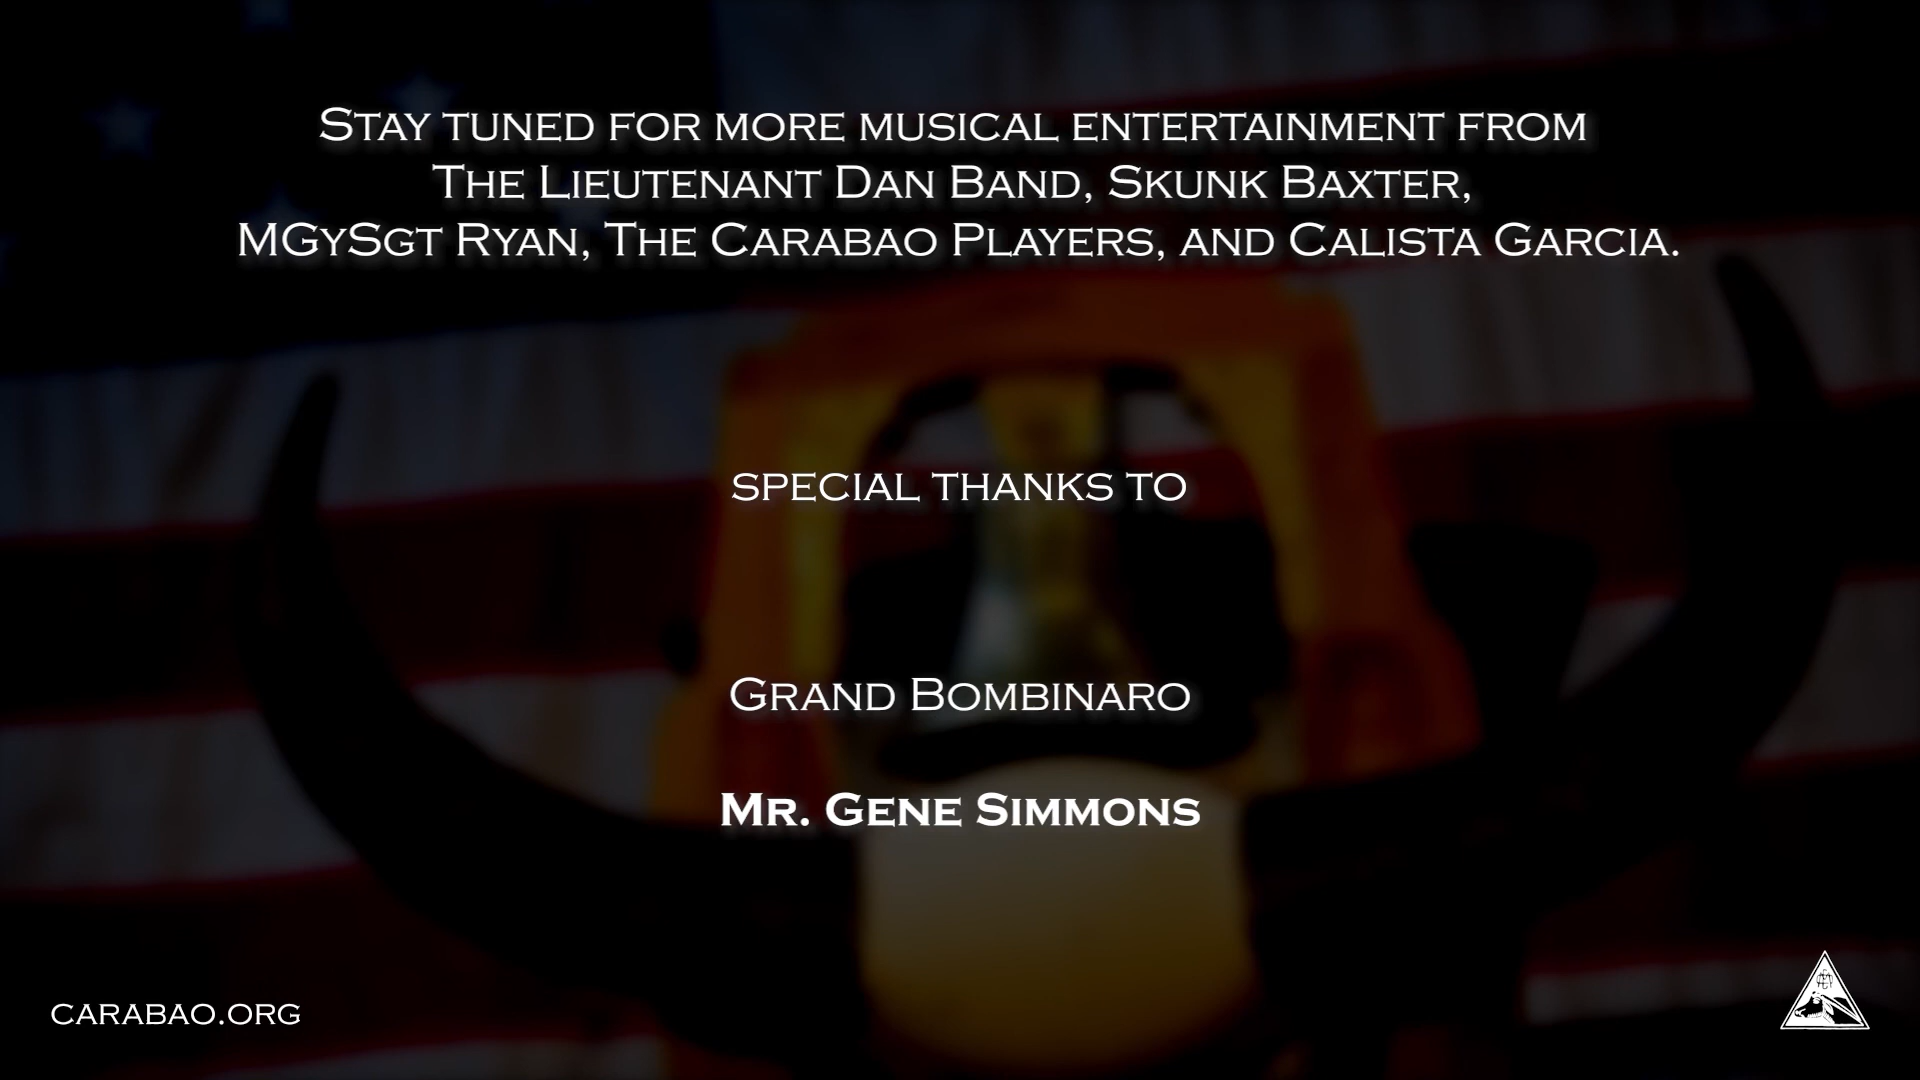 Stay tuned for more musical entertainment from
The Lieutenant Dan Band, Skunk Baxter,
MGySgt Ryan, The Carabao Players, and Calista Garcia.
special thanks to
Grand Bombinaro
Mr. Gene Simmons
carabao.org